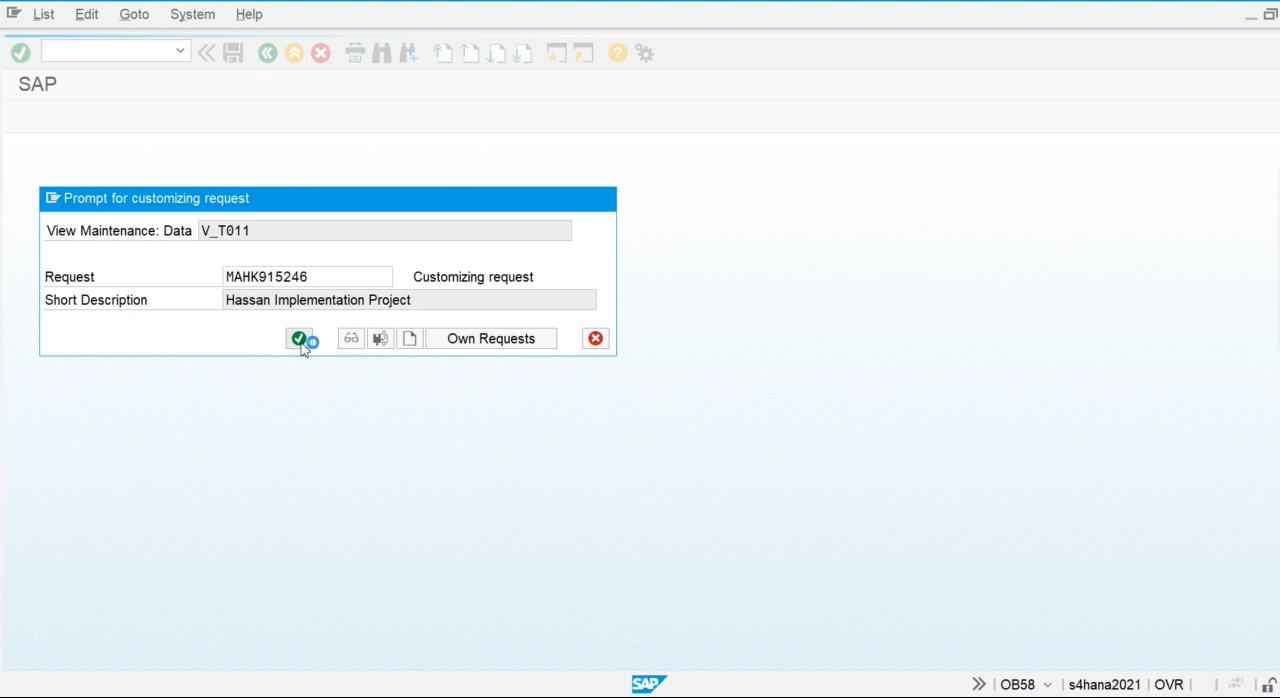 List Edit Goto System Help
SAP
Prompt for customizing request
View Maintenance: Data V_T011
Request MAHK915246 Customizing request
Short Description Hassan Implementation Project
Own Requests
SAP OB58 s4hana2021 OVR